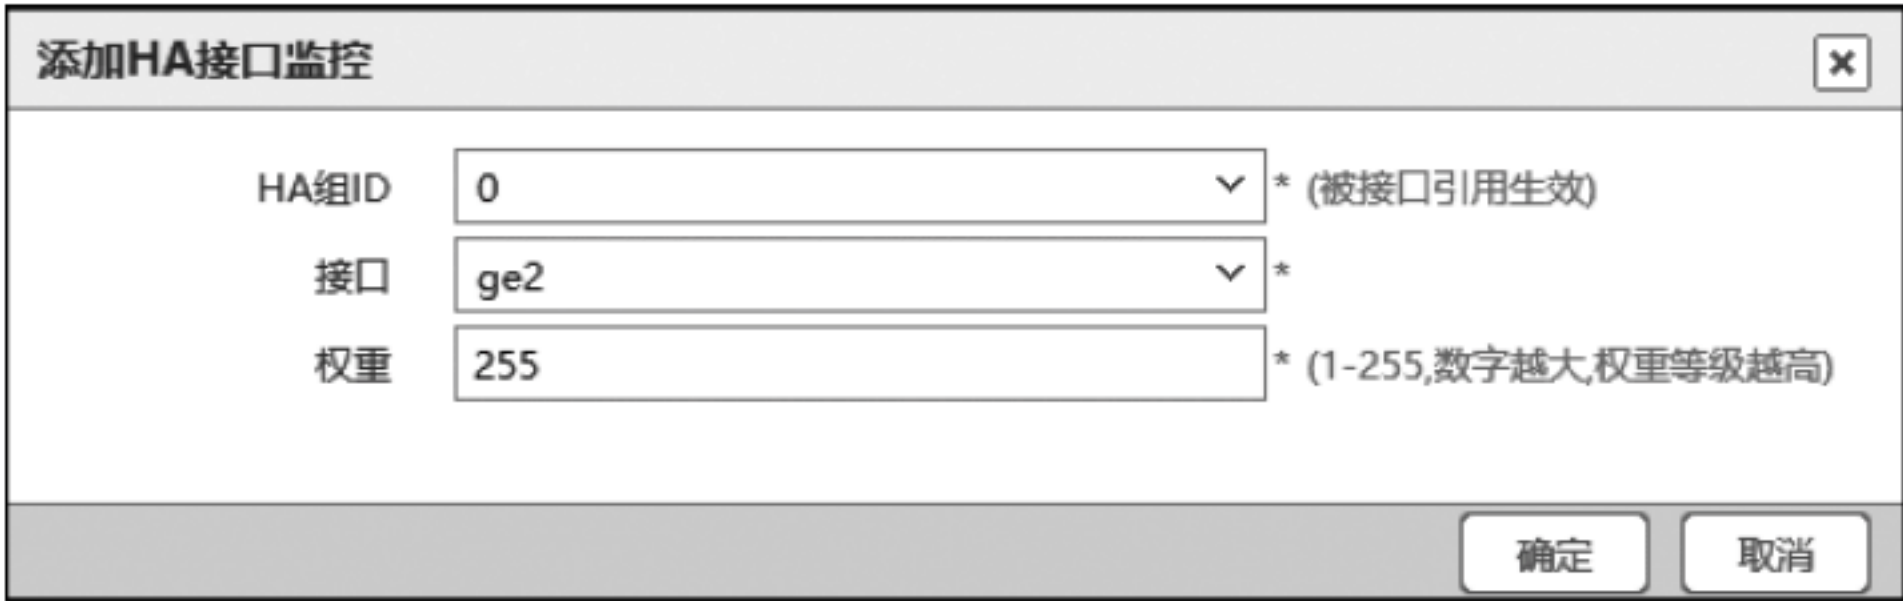 添加HA接口监控
HA组ID 0 * (被接口引用生效)
接口 ge2 *
权重 255 * (1-255,数字越大,权重等级越高)
确定 取消